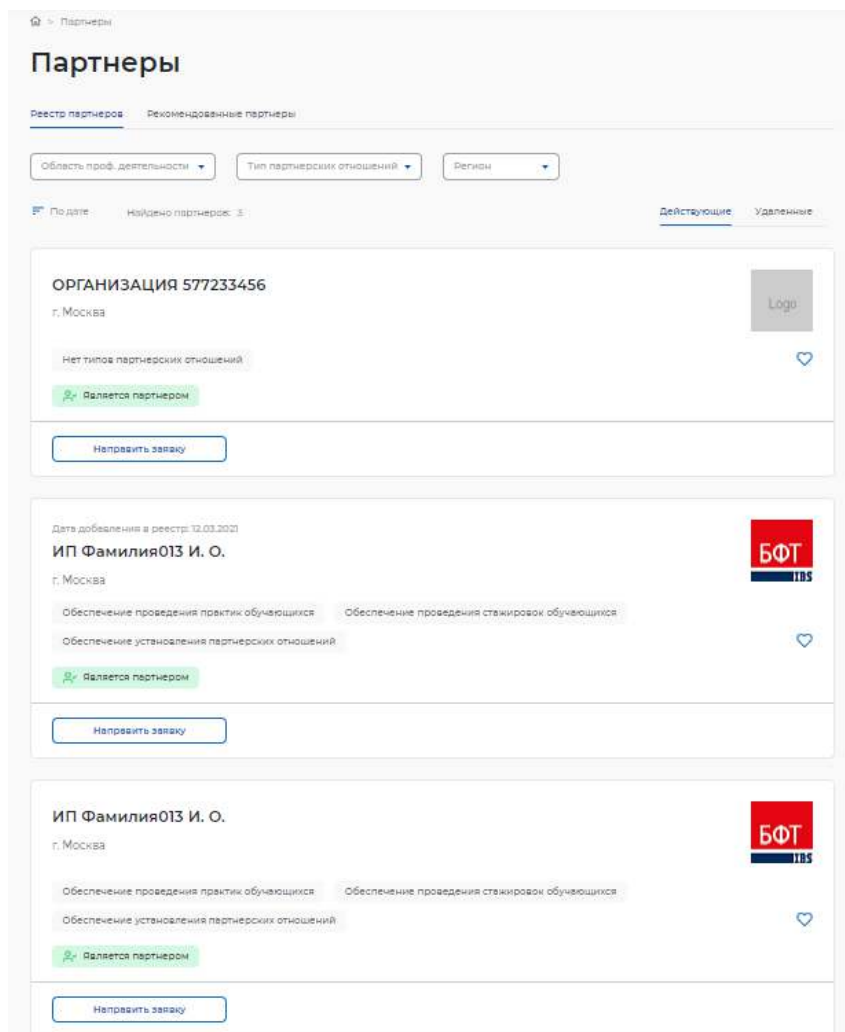 > Партнеры
Партнеры
Реестр партнеров Рекомендованные партнеры
Область проф. деятельности Тип партнерских отношений Регион
По дате Найдено партнеров: 3 Действующие Удаленные
ОРГАНИЗАЦИЯ 577233456
Logo
г. Москва
Нет типов партнерских отношений
Является партнером
Направить заявку
Дата добавления в реестр: 12.03.2021
ИП Фамилия013 И. О.
БФТ
IBS
г. Москва
Обеспечение проведения практик обучающихся Обеспечение проведения стажировок обучающихся
Обеспечение установления партнерских отношений
Является партнером
Направить заявку
ИП Фамилия013 И. О.
БФТ
IBS
г. Москва
Обеспечение проведения практик обучающихся Обеспечение проведения стажировок обучающихся
Обеспечение установления партнерских отношений
Является партнером
Направить заявку